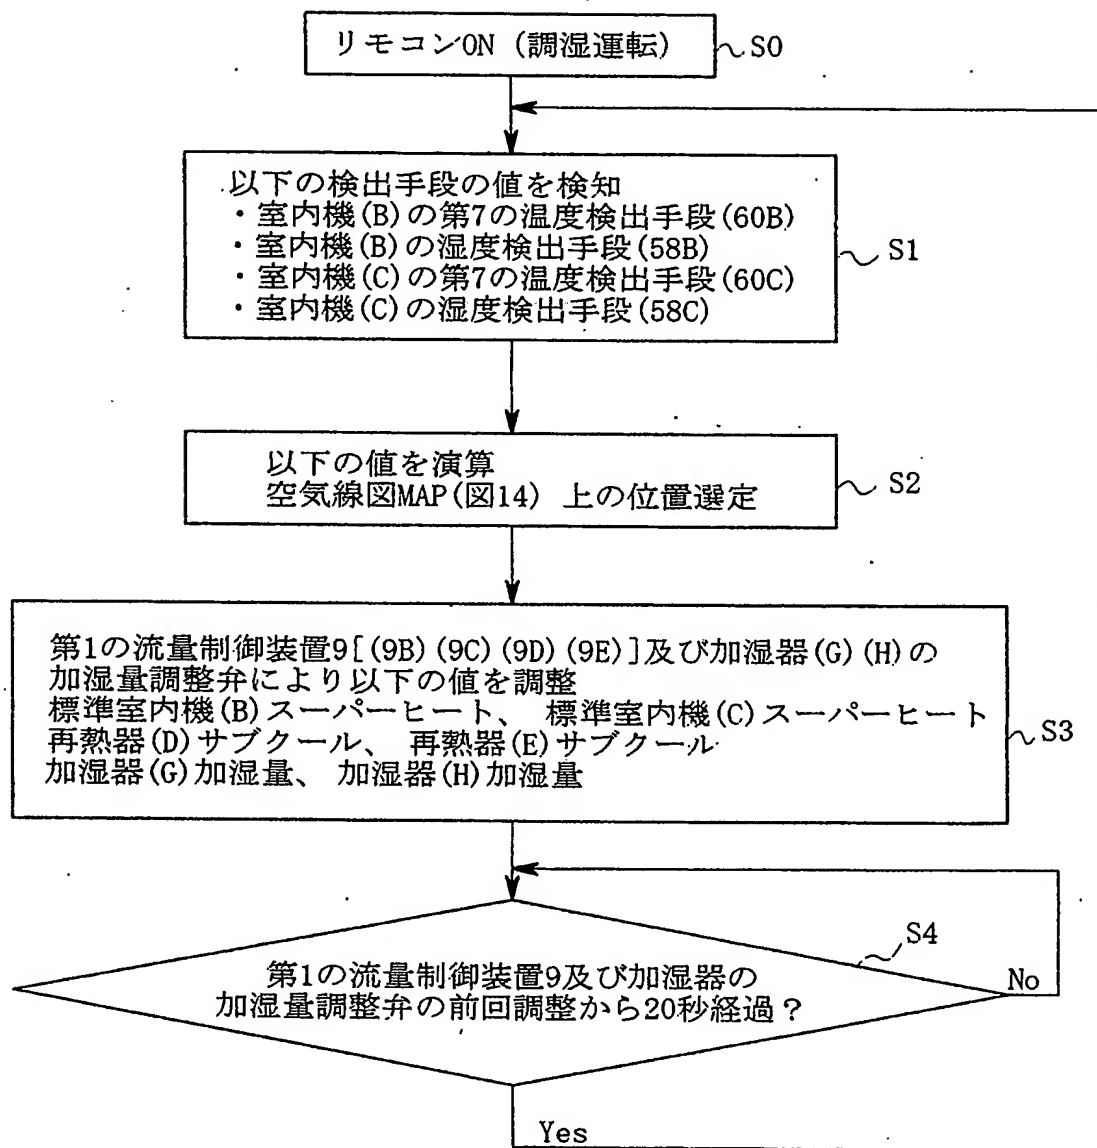 リモコンON (調湿運転)
S0
以下の検出手段の値を検知
・室内機(B)の第7の温度検出手段(60B)
・室内機(B)の湿度検出手段(58B)
・室内機(C)の第7の温度検出手段(60C)
・室内機(C)の湿度検出手段(58C)
S1
以下の値を演算
空気線図MAP(図14) 上の位置選定
S2
第1の流量制御装置9[(9B)(9C)(9D)(9E)]及び加湿器(G)(H)の
加湿量調整弁により以下の値を調整
標準室内機(B)スーパーヒート、 標準室内機(C)スーパーヒート
再熱器(D)サブクール、 再熱器(E)サブクール
加湿器(G)加湿量、 加湿器(H)加湿量
S3
S4
第1の流量制御装置9及び加湿器の
加湿量調整弁の前回調整から20秒経過?
No
Yes